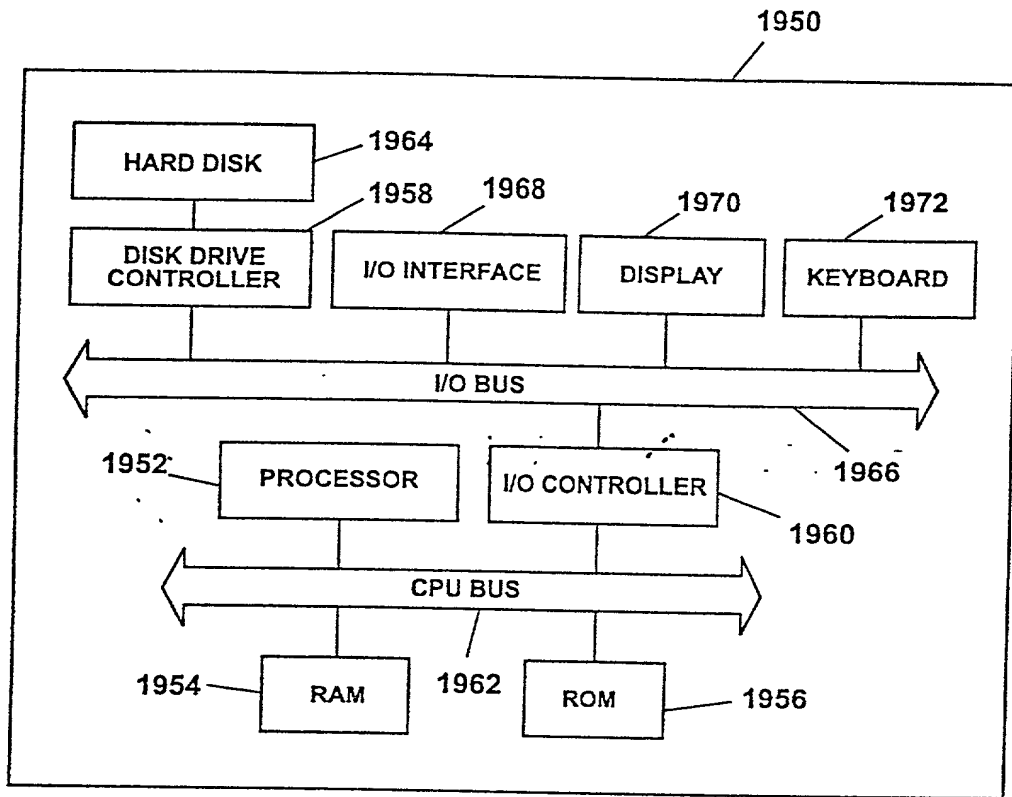 1950
HARD DISK
1964
1958
1968
1970
1972
DISK DRIVE
CONTROLLER
I/O INTERFACE
DISPLAY
KEYBOARD
I/O BUS
1966
1952
PROCESSOR
I/O CONTROLLER
1960
CPU BUS
1954
RAM
1962
ROM
1956